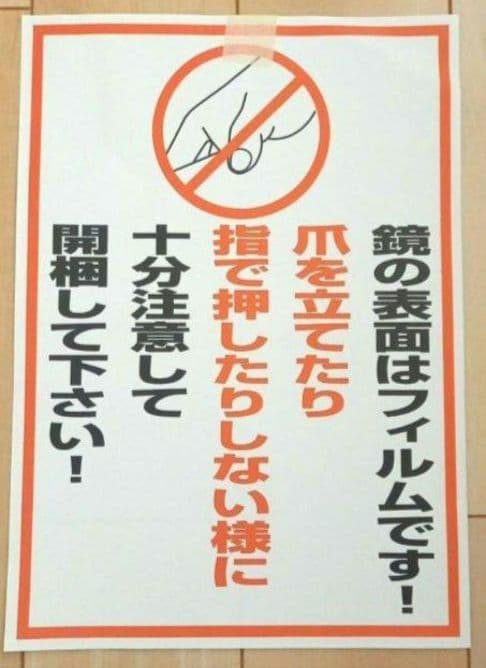 鏡の表面はフィルムです！
爪を立てたり
指で押したりしない様に
十分注意して
開梱して下さい！